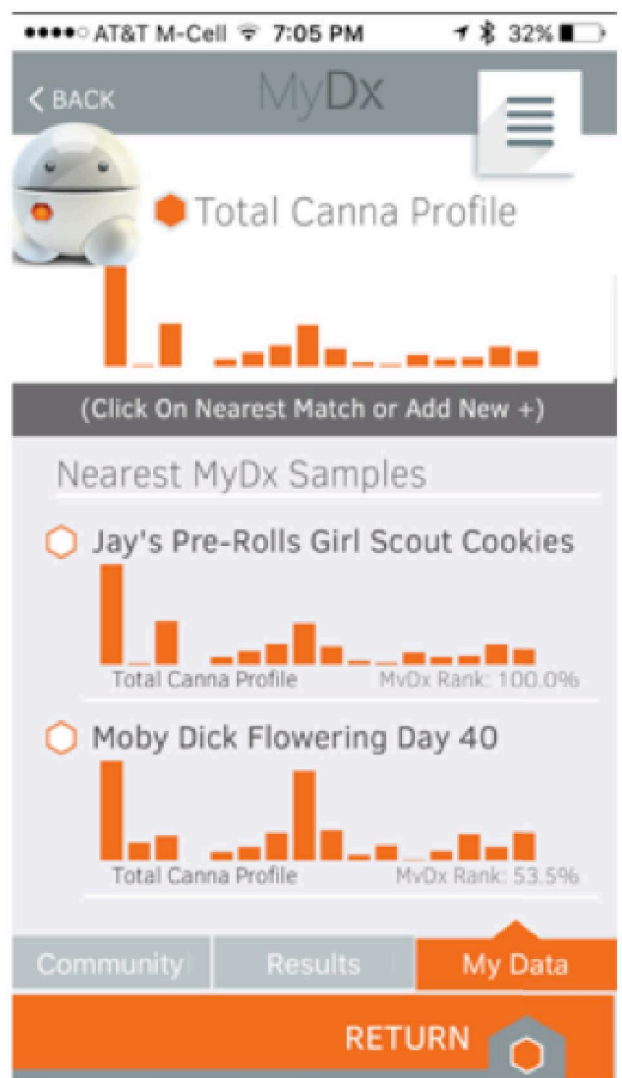 AT&T M-Cell 7:05 PM 32%
< BACK MyDx
Total Canna Profile
(Click On Nearest Match or Add New +)
Nearest MyDx Samples
Jay's Pre-Rolls Girl Scout Cookies
Total Canna Profile MyDx Rank: 100.0%
Moby Dick Flowering Day 40
Total Canna Profile MyDx Rank: 53.5%
Community Results My Data
RETURN